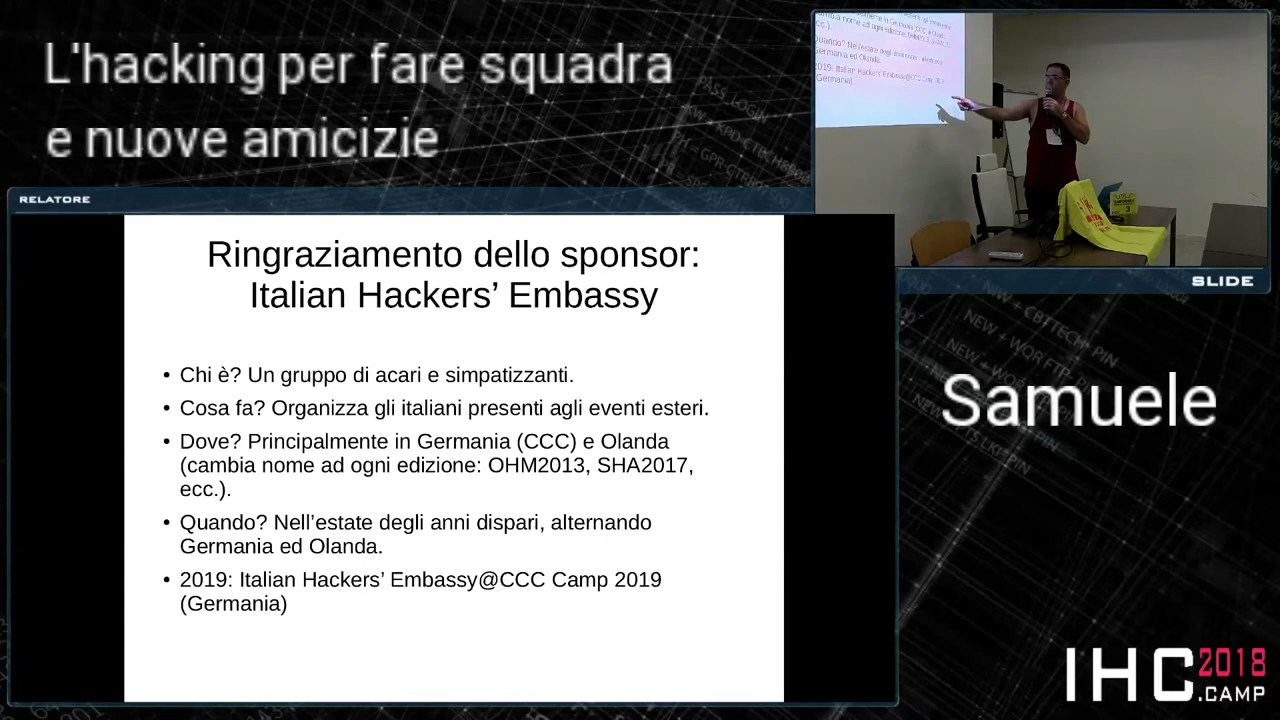 L'hacking per fare squadra
e nuove amicizie
RELATORE
Ringraziamento dello sponsor:
Italian Hackers’ Embassy
• Chi è? Un gruppo di acari e simpatizzanti.
• Cosa fa? Organizza gli italiani presenti agli eventi esteri.
• Dove? Principalmente in Germania (CCC) e Olanda
(cambia nome ad ogni edizione: OHM2013, SHA2017,
ecc.).
• Quando? Nell’estate degli anni dispari, alternando
Germania ed Olanda.
• 2019: Italian Hackers’ Embassy@CCC Camp 2019
(Germania)
SLIDE
Samuele
IHC 2018
.CAMP